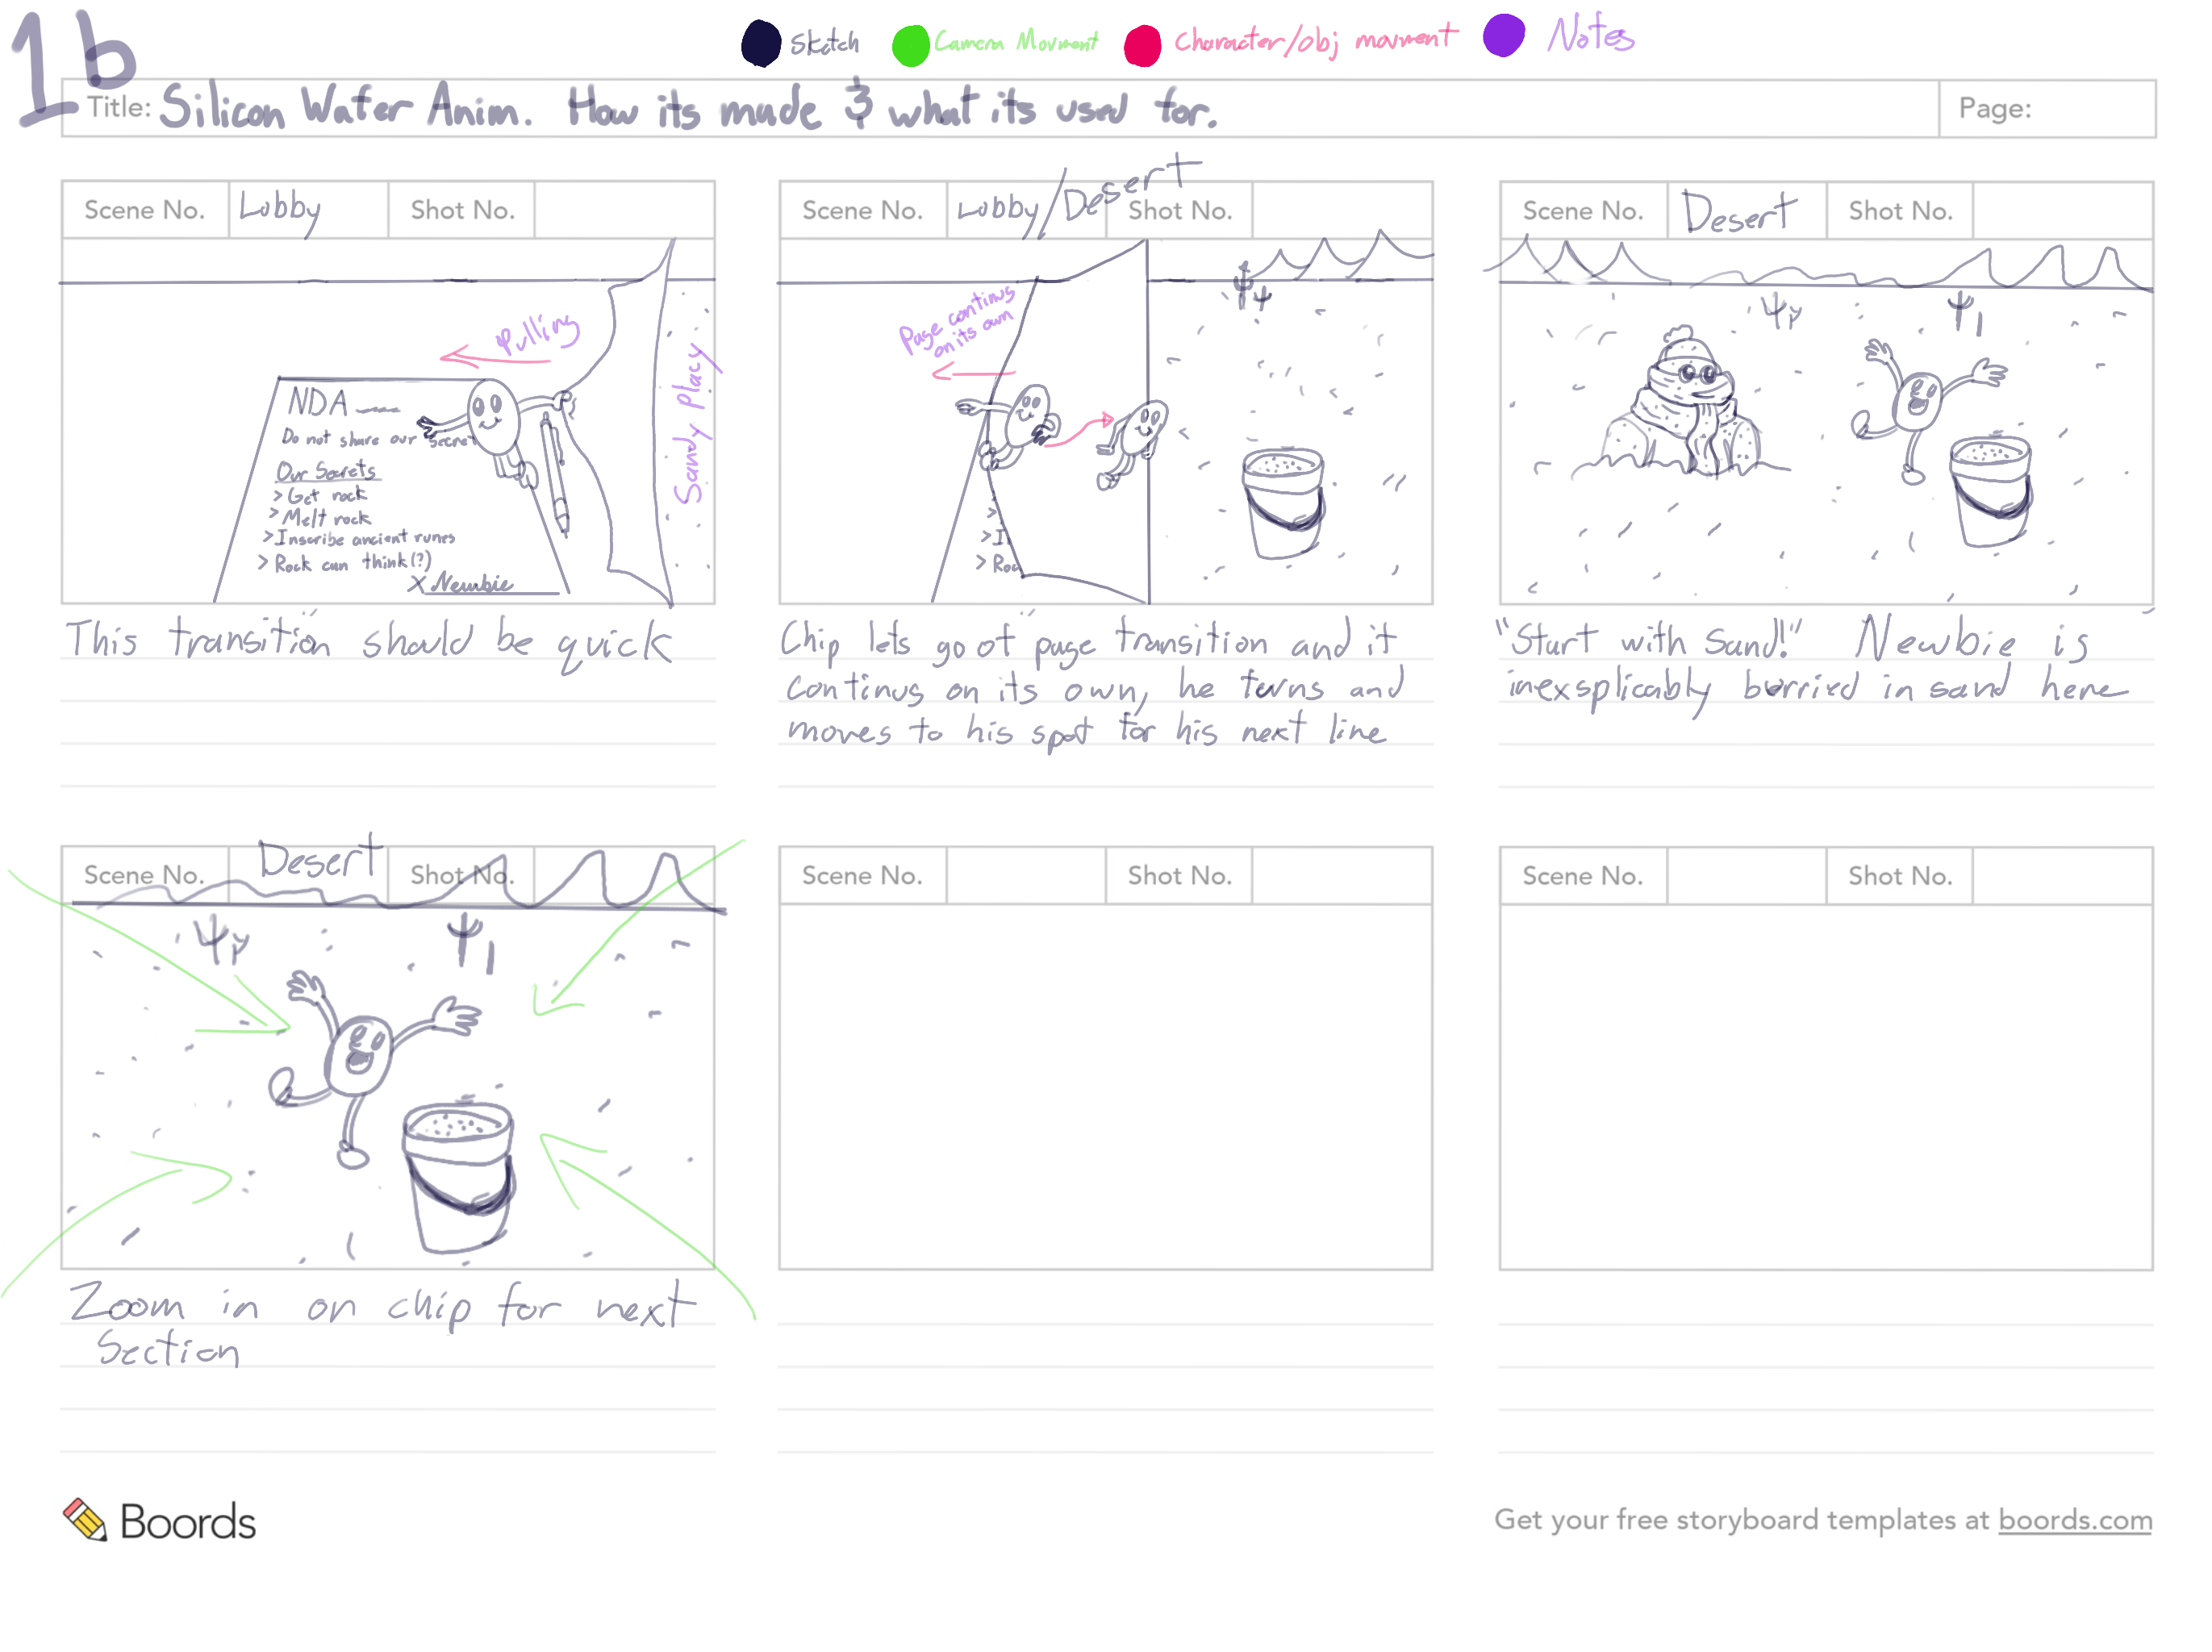 1b
Sketch Camera Movment Character/obj movment Notes
Title: Silicon Water Anim. How its made & what its used for.
Page:
Scene No. Lobby Shot No.
Pulling
Sandy placy
NDA
Do not share our secret
Our Secrets
> Get rock
> Melt rock
> Inscribe ancient runes
> Rock can think(?)
X Newbie
This transition should be quick
Scene No. Lobby/Desert Shot No.
Page continus
on its own
>
> I
> Roc
Chip lets go of page transition and it
continus on its own, he turns and
moves to his spot for his next line
Scene No. Desert Shot No.
"Start with Sand!" Newbie is
inexsplicably burried in sand here
Scene No. Desert Shot No.
Zoom in on chip for next
Section
Scene No. Shot No.
Scene No. Shot No.
Boords
Get your free storyboard templates at boords.com